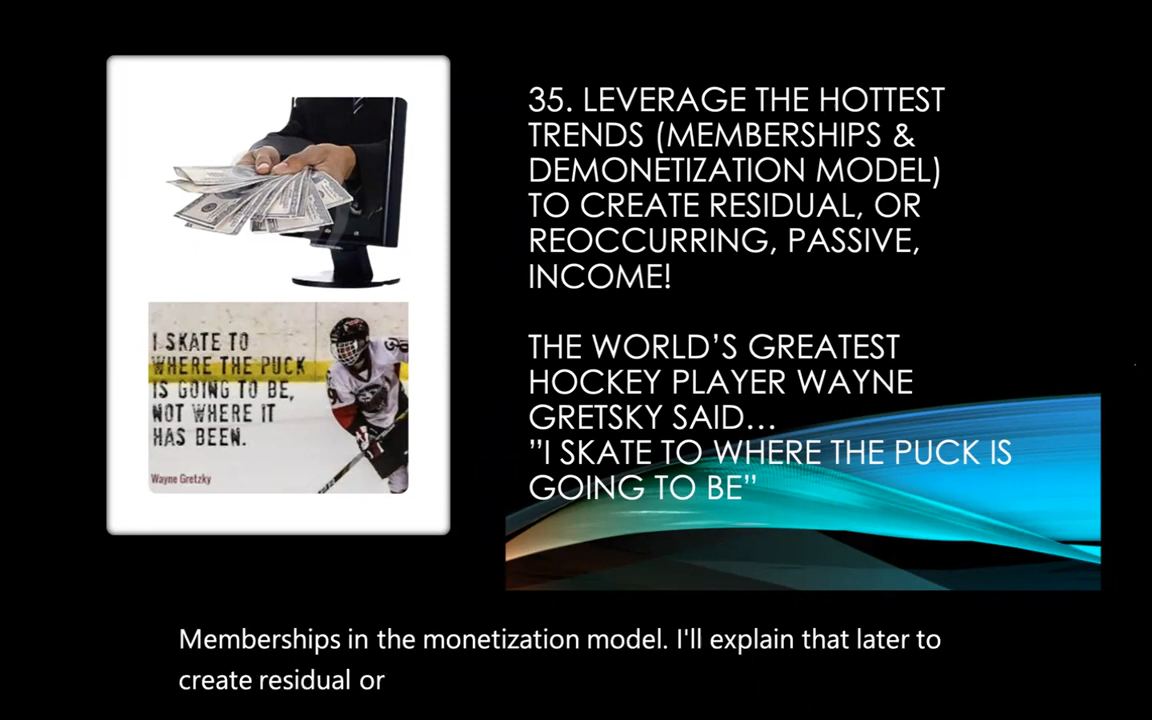 35. LEVERAGE THE HOTTEST
TRENDS (MEMBERSHIPS &
DEMONETIZATION MODEL)
TO CREATE RESIDUAL, OR
REOCCURRING, PASSIVE,
INCOME!
THE WORLD’S GREATEST
HOCKEY PLAYER WAYNE
GRETSKY SAID…
”I SKATE TO WHERE THE PUCK IS
GOING TO BE”
I SKATE TO
WHERE THE PUCK
IS GOING TO BE,
NOT WHERE IT
HAS BEEN.
Wayne Gretzky
Memberships in the monetization model. I'll explain that later to
create residual or